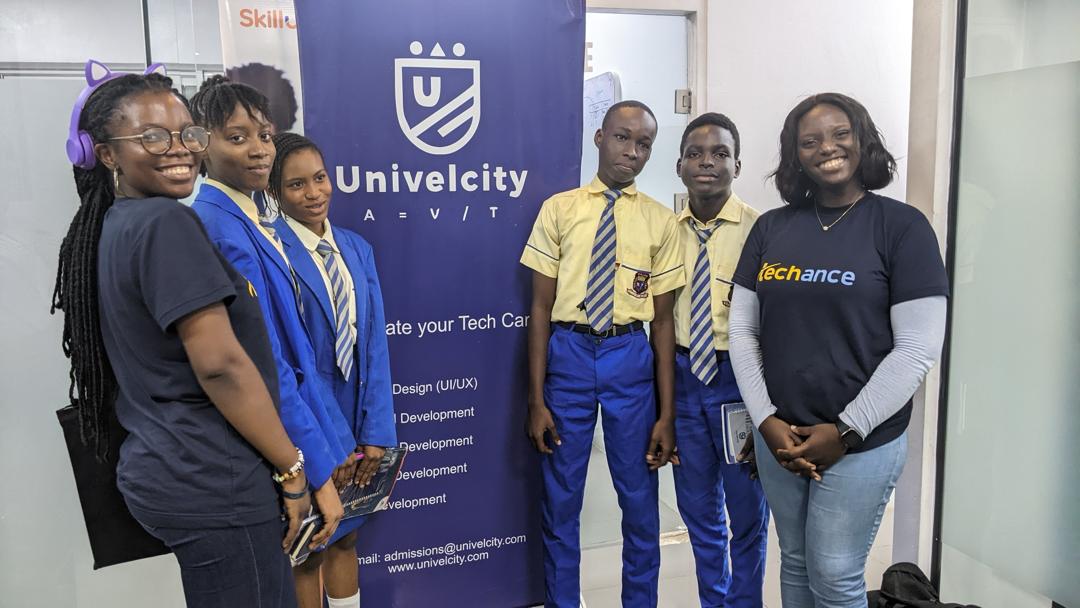 Skill
U
Univelcity
A = V / T
ate your Tech Car
Design (UI/UX)
Development
Development
Development
evelopment
mail: admissions@univelcity.com
www.univelcity.com
techance